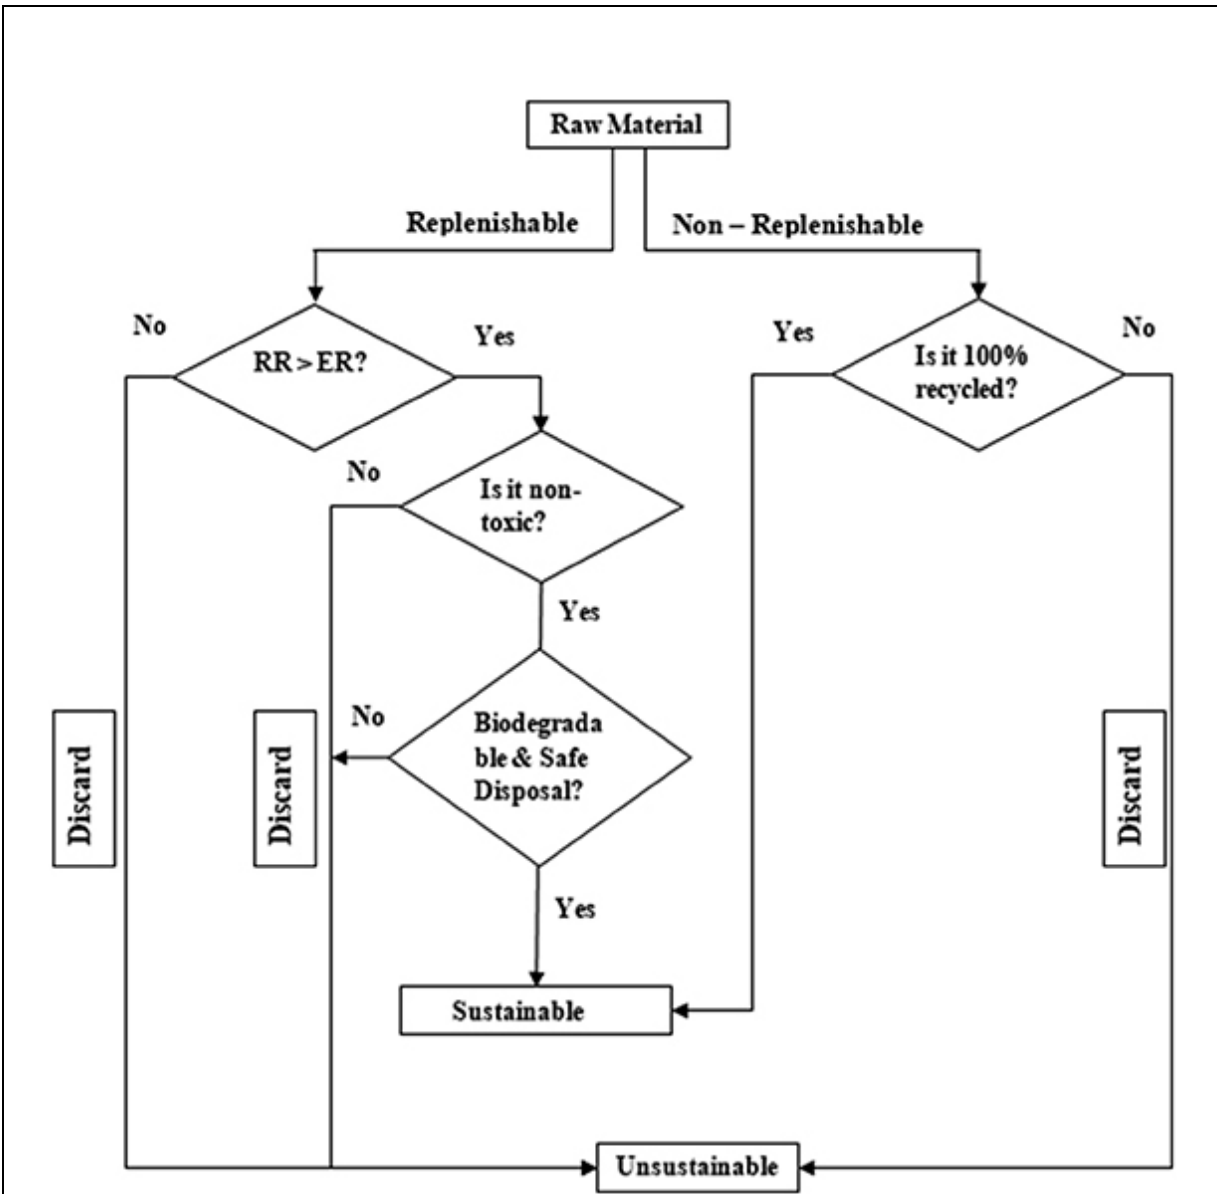 Raw Material
Replenishable
Non – Replenishable
No
RR > ER?
Yes
Yes
Is it 100%
recycled?
No
No
Is it non-
toxic?
Yes
No
Biodegrada
ble & Safe
Disposal?
Discard
Discard
Discard
Yes
Sustainable
Unsustainable